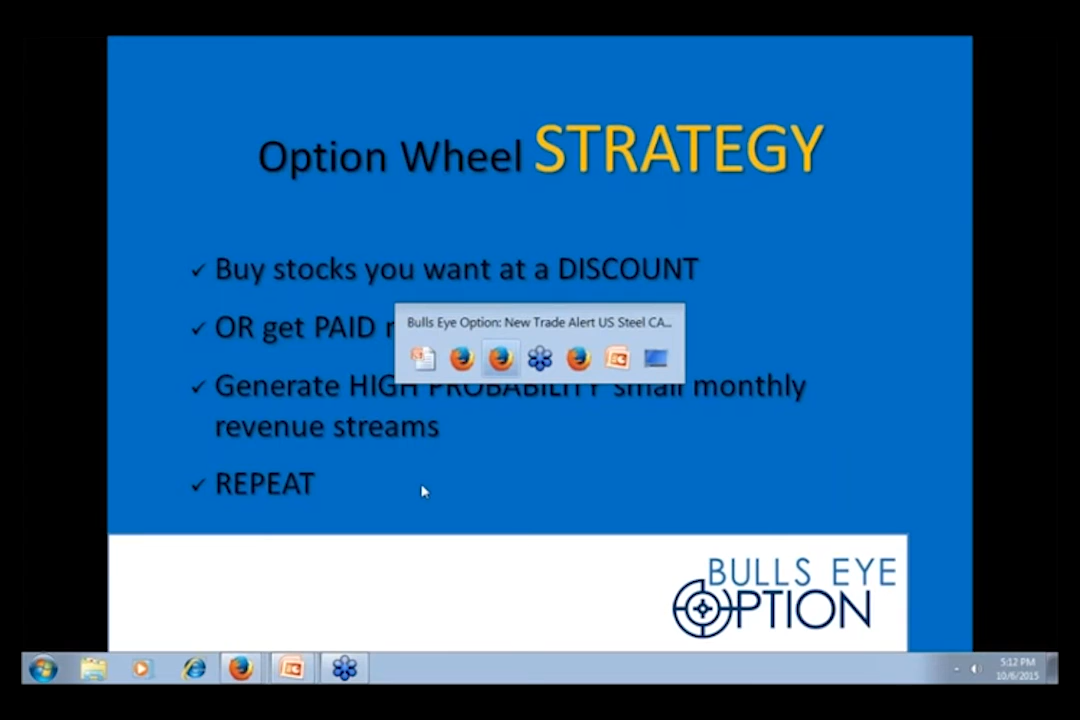 Option Wheel STRATEGY
✓ Buy stocks you want at a DISCOUNT
✓ OR get PAID
Bulls Eye Option: New Trade Alert US Steel CA...
✓ Generate HIGH PROBABILITY small monthly
revenue streams
✓ REPEAT
BULLS EYE
OPTION
5:12 PM
10/6/2015